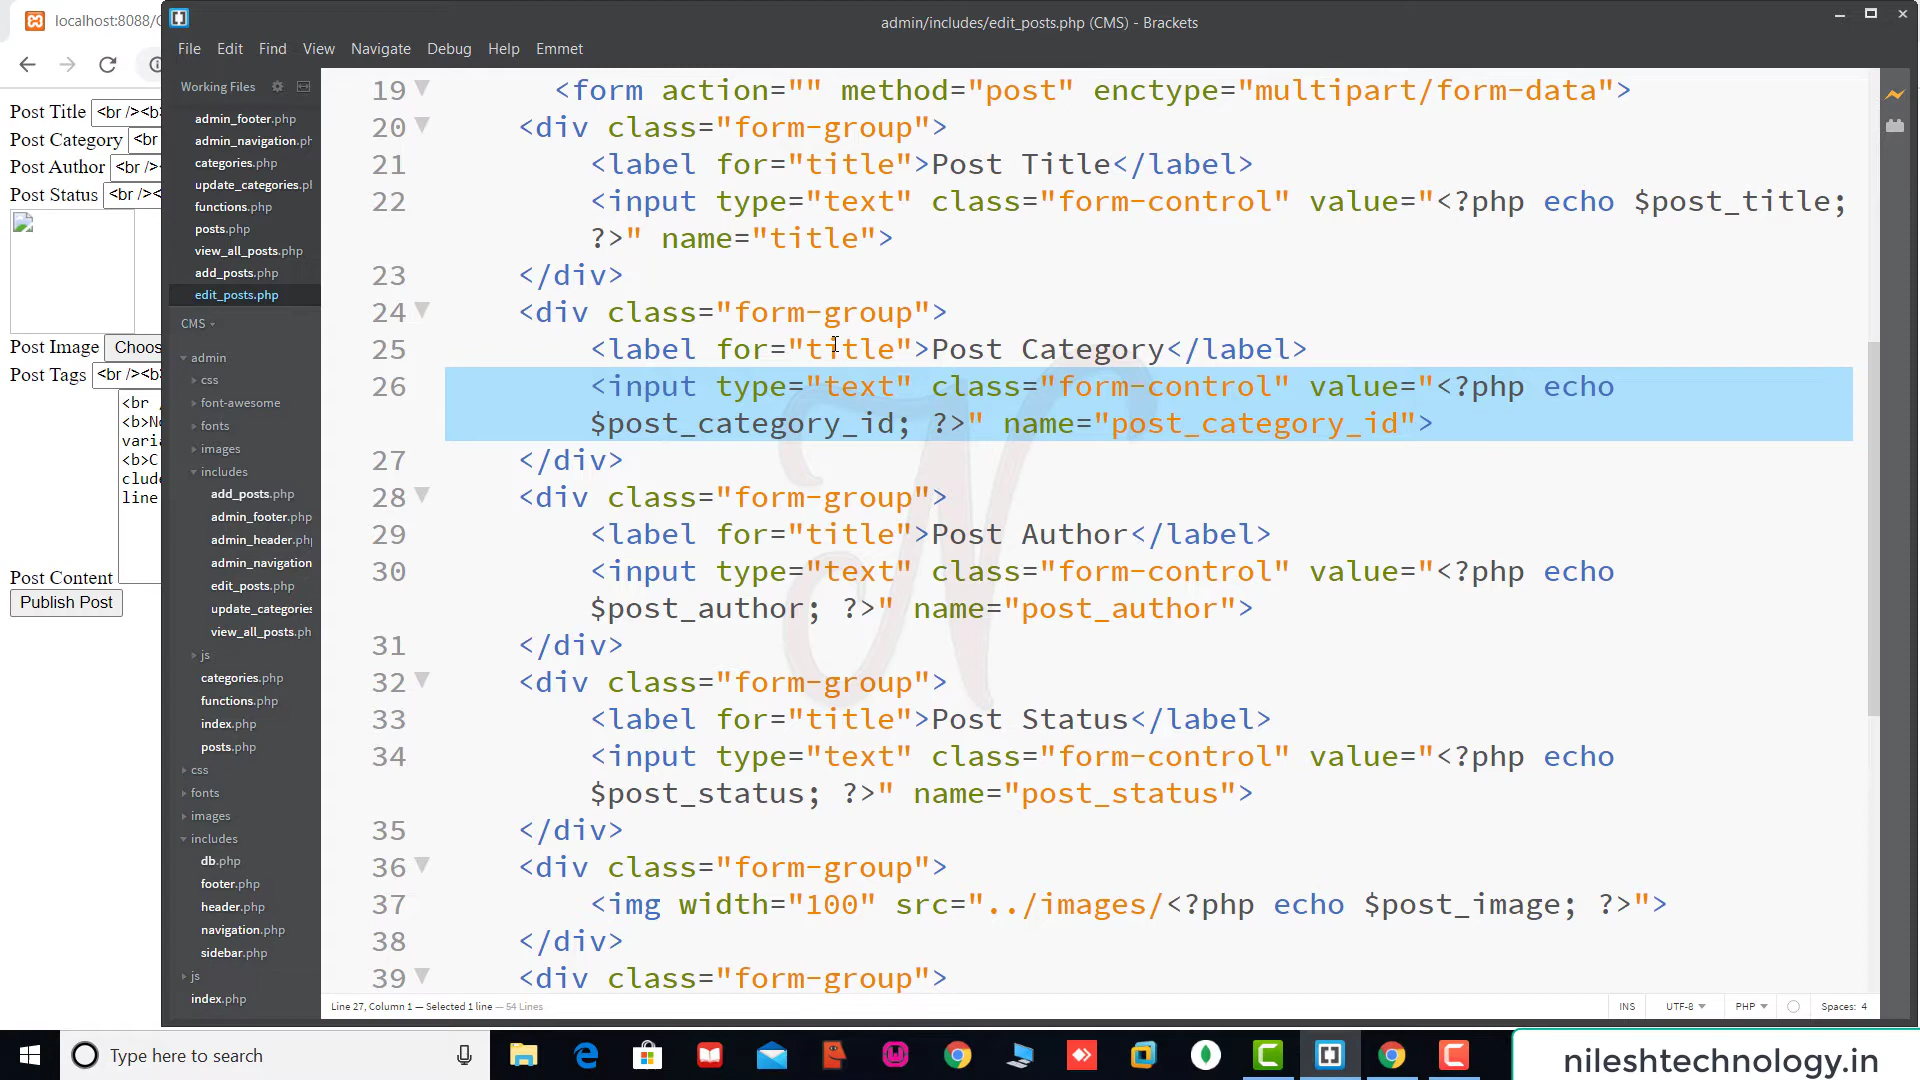 localhost:8088/C
Post Title <br /><b>
Post Category <br
Post Author <br />
Post Status <br /><
Post Image Choos
Post Tags <br /><b
<br /
<b>No
varia
<b>C:
clude
line
Post Content
Publish Post
admin/includes/edit_posts.php (CMS) - Brackets
File Edit Find View Navigate Debug Help Emmet
Working Files
admin_footer.php
admin_navigation.ph
categories.php
update_categories.pl
functions.php
posts.php
view_all_posts.php
add_posts.php
edit_posts.php
CMS
admin
css
font-awesome
fonts
images
includes
add_posts.php
admin_footer.php
admin_header.php
admin_navigation
edit_posts.php
update_categories
view_all_posts.ph
js
categories.php
functions.php
index.php
posts.php
css
fonts
images
includes
db.php
footer.php
header.php
navigation.php
sidebar.php
js
index.php
19 <form action="" method="post" enctype="multipart/form-data">
20 <div class="form-group">
21 <label for="title">Post Title</label>
22 <input type="text" class="form-control" value="<?php echo $post_title;
?>" name="title">
23 </div>
24 <div class="form-group">
25 <label for="title">Post Category</label>
26 <input type="text" class="form-control" value="<?php echo
$post_category_id; ?>" name="post_category_id">
27 </div>
28 <div class="form-group">
29 <label for="title">Post Author</label>
30 <input type="text" class="form-control" value="<?php echo
$post_author; ?>" name="post_author">
31 </div>
32 <div class="form-group">
33 <label for="title">Post Status</label>
34 <input type="text" class="form-control" value="<?php echo
$post_status; ?>" name="post_status">
35 </div>
36 <div class="form-group">
37 <img width="100" src="../images/<?php echo $post_image; ?>">
38 </div>
39 <div class="form-group">
Line 27, Column 1 — Selected 1 line — 54 Lines
INS UTF-8 PHP Spaces: 4
Type here to search
nileshtechnology.in